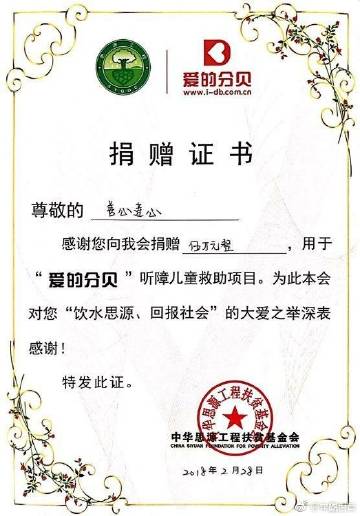 爱的分贝
www.i-db.com.cn
捐赠证书
尊敬的
感谢您向我会捐赠 伍万元整 ,用于
“爱的分贝”听障儿童救助项目。为此本会
对您“饮水思源、回报社会”的大爱之举深表
感谢!
特发此证。
中华思源工程扶贫基金会
中华思源工程扶贫基金会
CHINA SIYUAN FOUNDATION FOR POVERTY ALLEVIATION
2018年2月28日